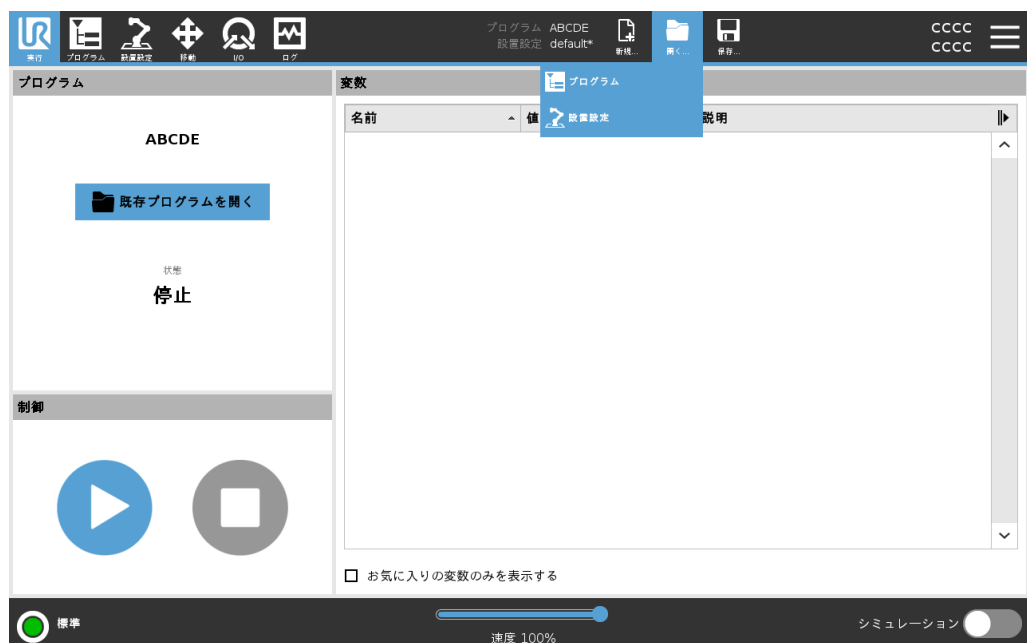 UR
実行
プログラム
設置設定
移動
I/O
ログ
プログラム ABCDE
設置設定 default*
新規...
開く...
保存...
CCCC
CCCC
プログラム
設置設定
プログラム
ABCDE
既存プログラムを開く
状態
停止
制御
変数
名前
値
説明
お気に入りの変数のみを表示する
標準
速度 100%
シミュレーション